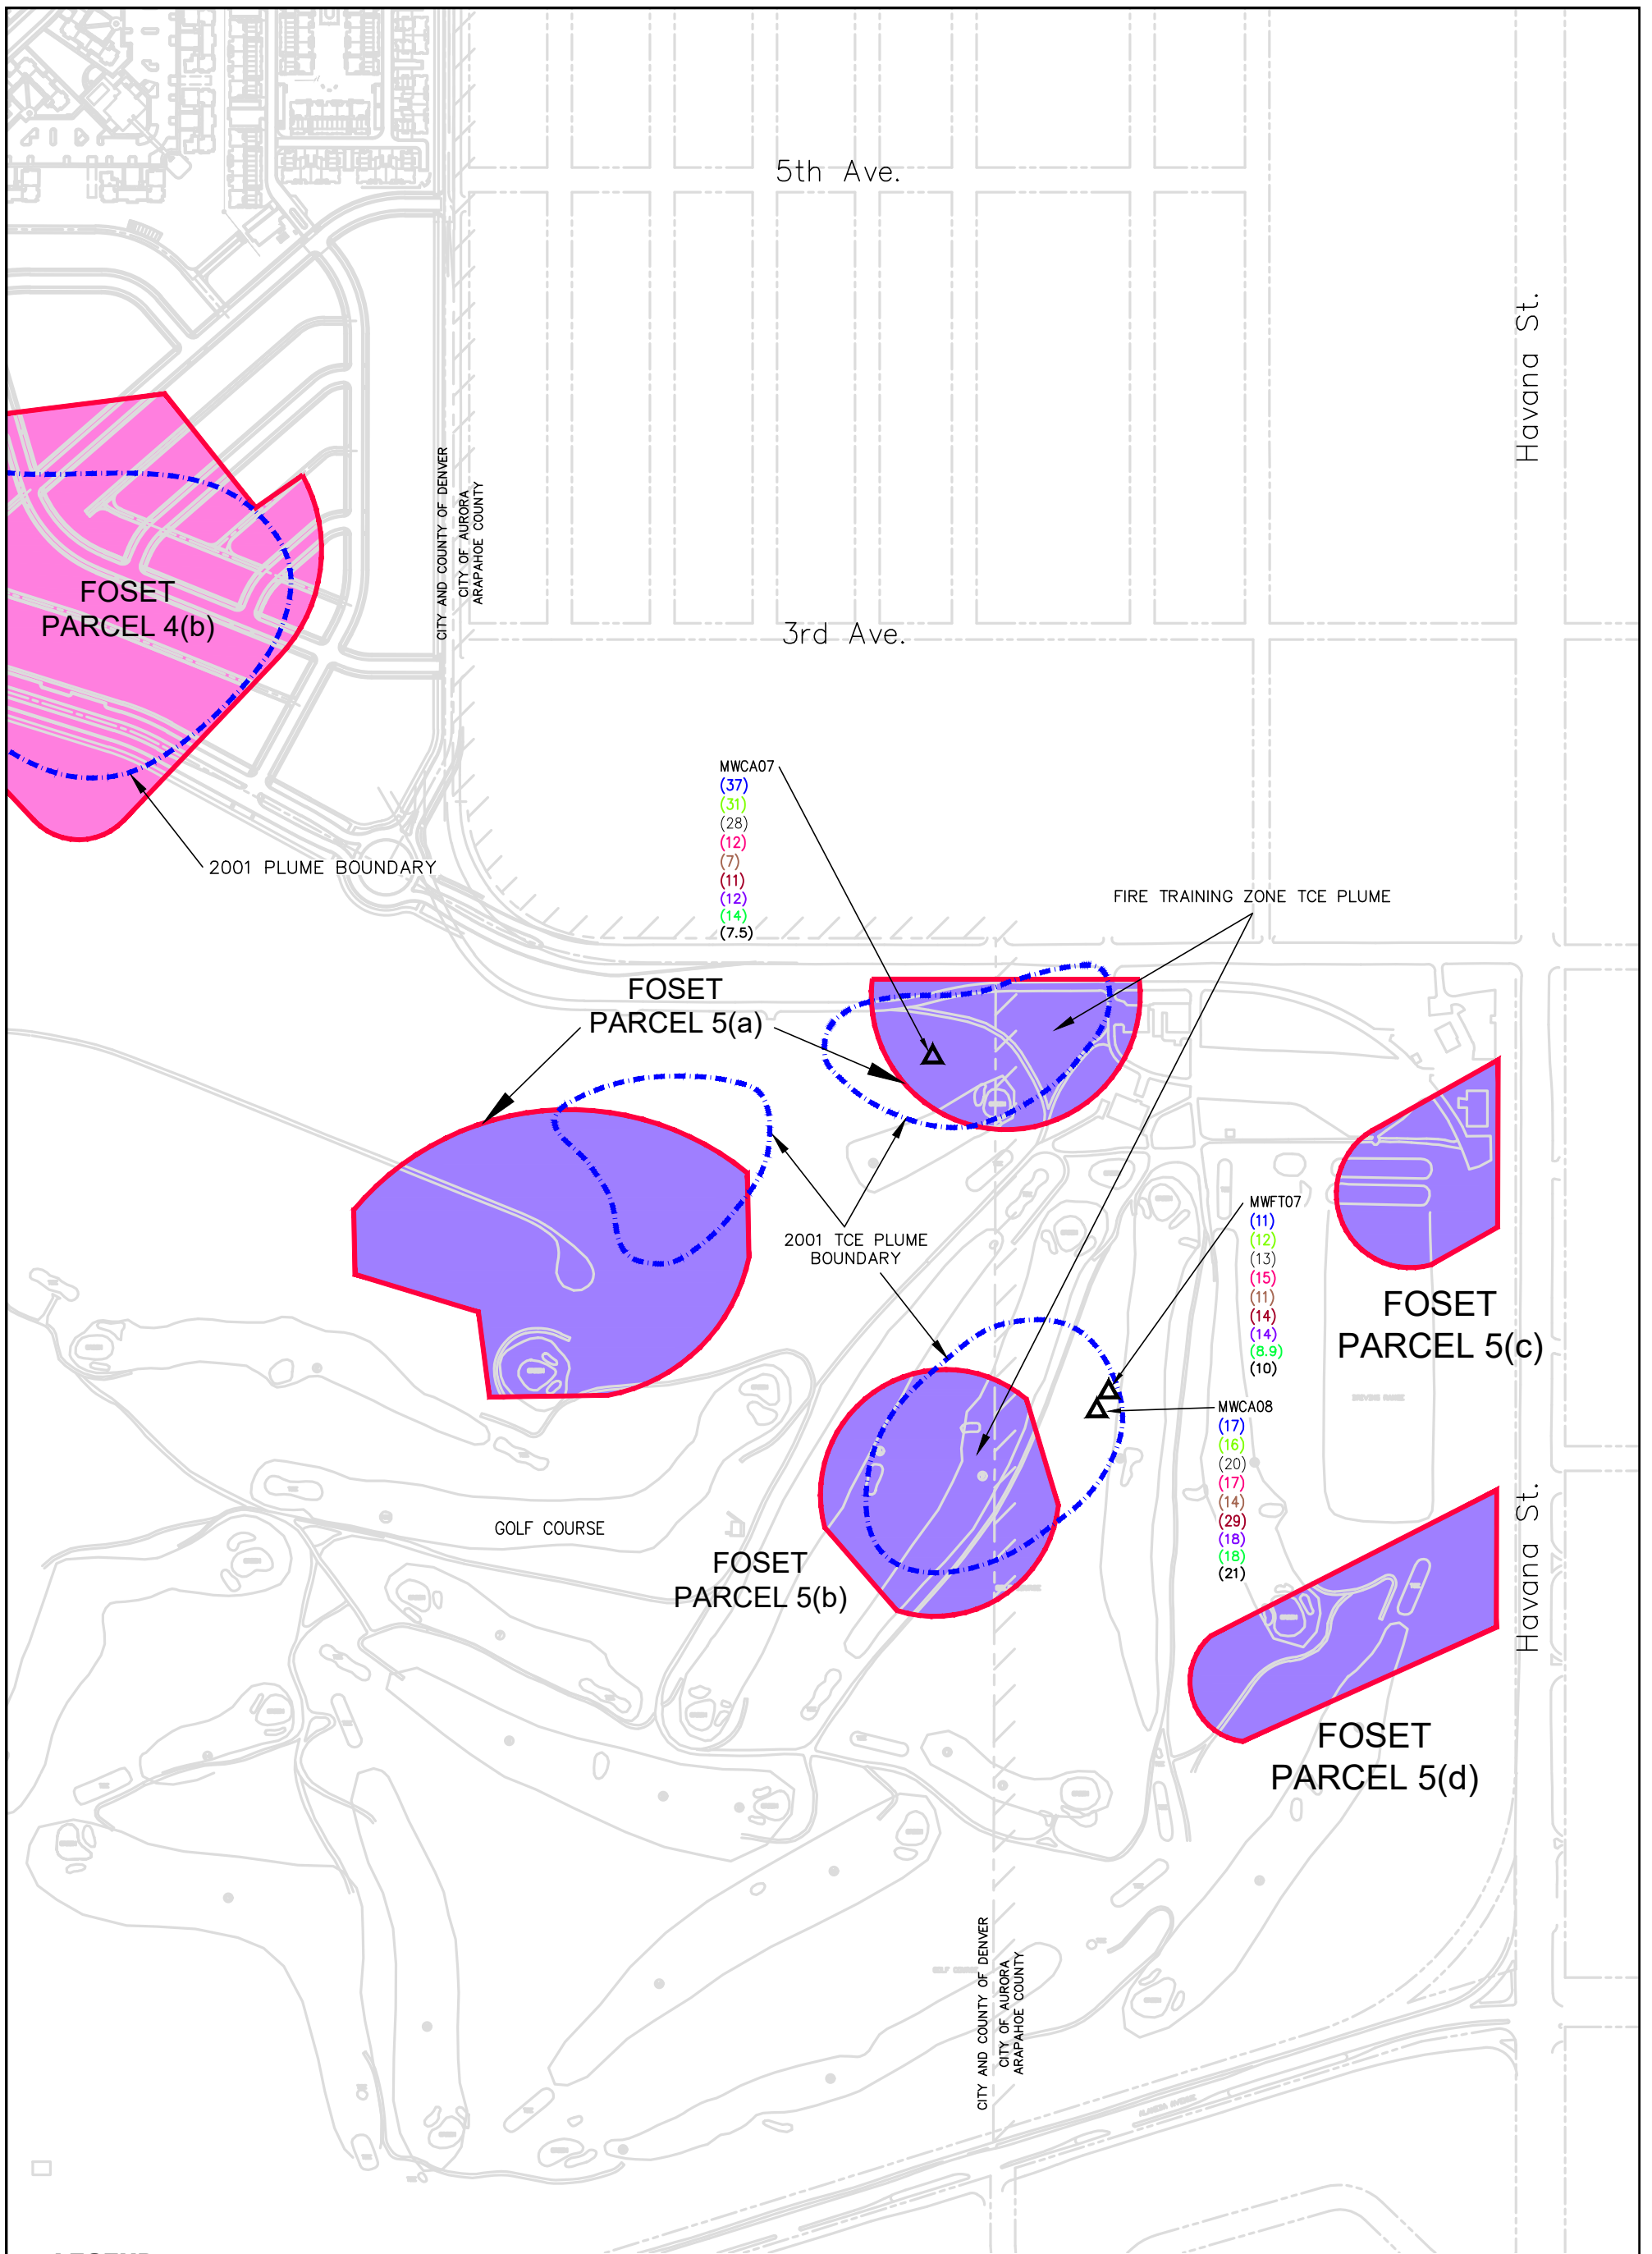 5th Ave.
Havana St.
CITY AND COUNTY OF DENVER
CITY OF AURORA
ARAPAHOE COUNTY
FOSET
PARCEL 4(b)
3rd Ave.
MWCA07
(37)
(31)
(28)
(12)
(7)
(11)
(12)
(14)
(7.5)
2001 PLUME BOUNDARY
FIRE TRAINING ZONE TCE PLUME
FOSET
PARCEL 5(a)
2001 TCE PLUME
BOUNDARY
MWFT07
(11)
(12)
(13)
(15)
(11)
(14)
(14)
(8.9)
(10)
FOSET
PARCEL 5(c)
MWCA08
(17)
(16)
(20)
(17)
(14)
(29)
(18)
(18)
(21)
GOLF COURSE
FOSET
PARCEL 5(b)
Havana St.
FOSET
PARCEL 5(d)
CITY AND COUNTY OF DENVER
CITY OF AURORA
ARAPAHOE COUNTY